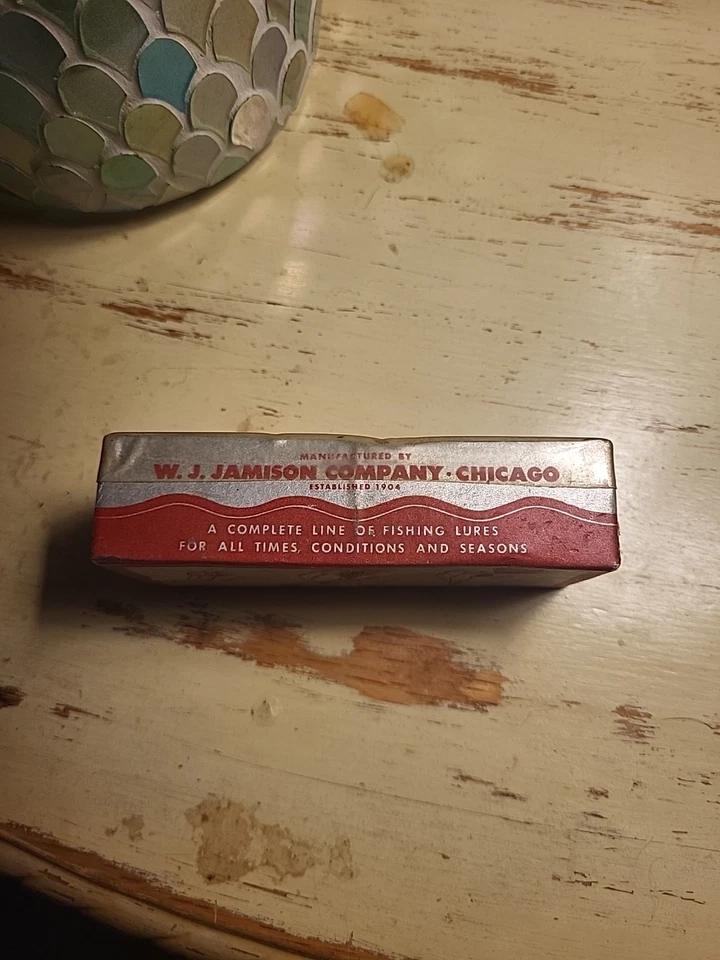 MANUFACTURED BY
W. J. JAMISON COMPANY · CHICAGO
ESTABLISHED 1904
A COMPLETE LINE OF FISHING LURES
FOR ALL TIMES, CONDITIONS AND SEASONS